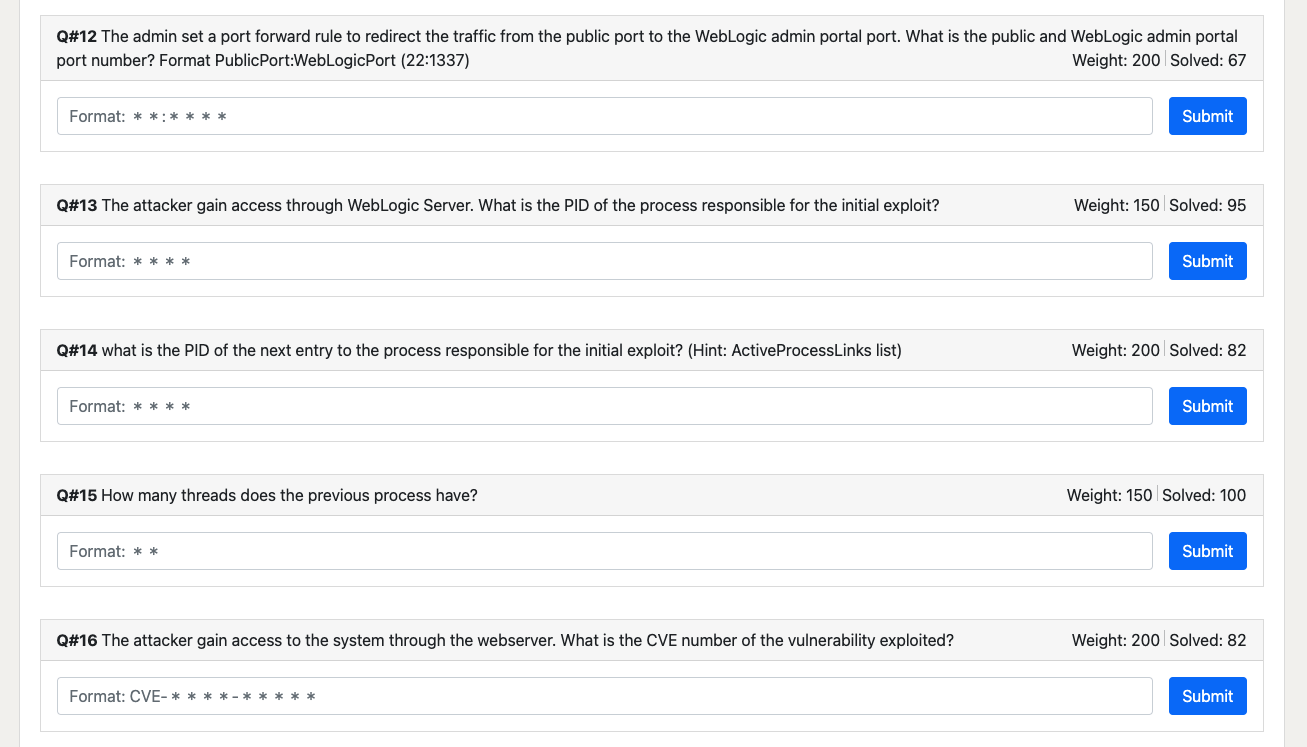 Q#12 The admin set a port forward rule to redirect the traffic from the public port to the WebLogic admin portal port. What is the public and WebLogic admin portal
port number? Format PublicPort:WebLogicPort (22:1337) Weight: 200 Solved: 67
Format: * *:* * * * Submit
Q#13 The attacker gain access through WebLogic Server. What is the PID of the process responsible for the initial exploit? Weight: 150 Solved: 95
Format: * * * * Submit
Q#14 what is the PID of the next entry to the process responsible for the initial exploit? (Hint: ActiveProcessLinks list) Weight: 200 Solved: 82
Format: * * * * Submit
Q#15 How many threads does the previous process have? Weight: 150 Solved: 100
Format: * * Submit
Q#16 The attacker gain access to the system through the webserver. What is the CVE number of the vulnerability exploited? Weight: 200 Solved: 82
Format: CVE-* * * *-* * * * * Submit